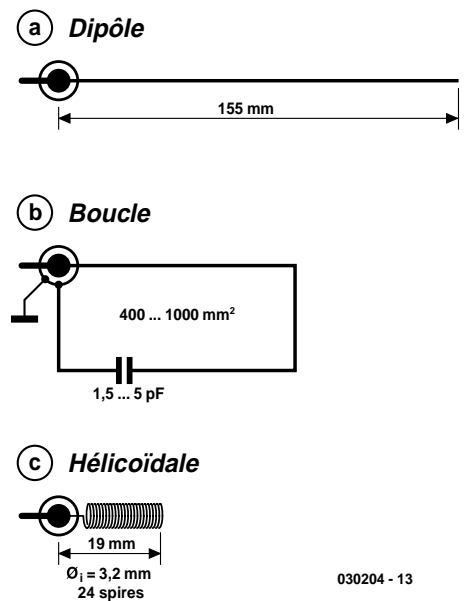 a Dipôle
155 mm
b Boucle
400 ... 1000 mm²
1,5 ... 5 pF
c Hélicoïdale
19 mm
Ø i = 3,2 mm
24 spires
030204 - 13